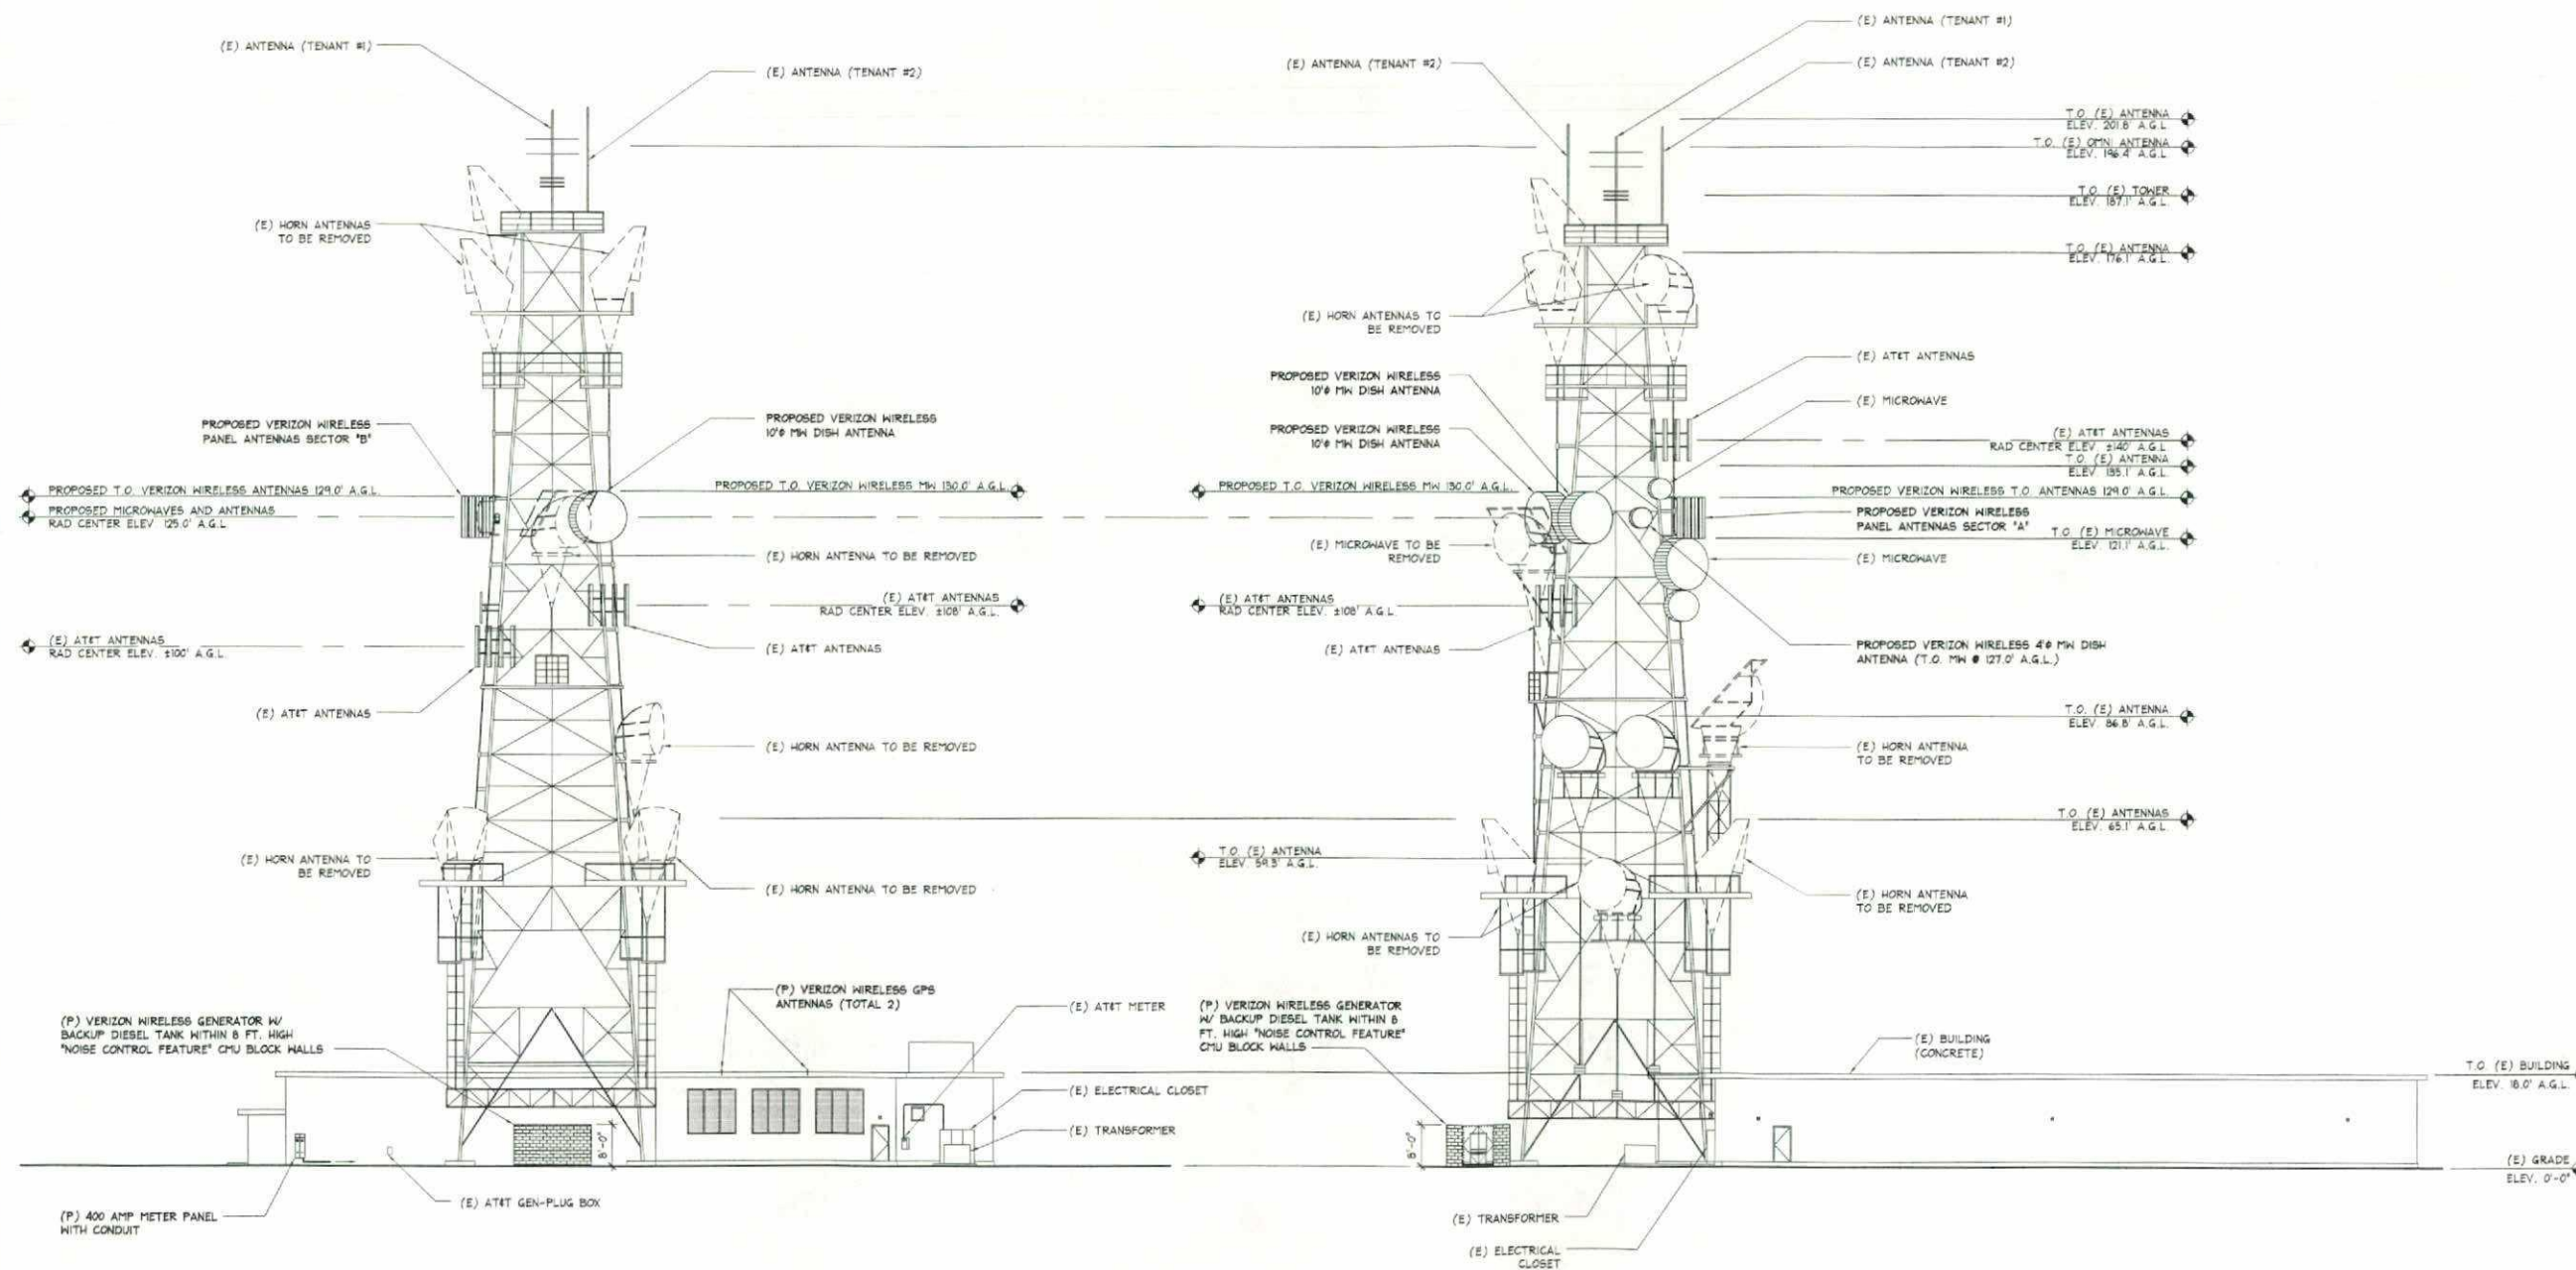 (E) ANTENNA (TENANT #1)
(E) ANTENNA (TENANT #2)
(E) HORN ANTENNAS
TO BE REMOVED
PROPOSED VERIZON WIRELESS
PANEL ANTENNAS SECTOR "B"
PROPOSED VERIZON WIRELESS
10'ø MW DISH ANTENNA
PROPOSED T.O. VERIZON WIRELESS ANTENNAS 129.0' A.G.L.
PROPOSED MICROWAVES AND ANTENNAS
RAD CENTER ELEV. 125.0' A.G.L.
PROPOSED T.O. VERIZON WIRELESS MW 130.0' A.G.L.
(E) HORN ANTENNA TO BE REMOVED
(E) AT&T ANTENNAS
RAD CENTER ELEV. ±108' A.G.L.
(E) AT&T ANTENNAS
RAD CENTER ELEV. ±100' A.G.L.
(E) AT&T ANTENNAS
(E) AT&T ANTENNAS
(E) HORN ANTENNA TO BE REMOVED
(E) HORN ANTENNA TO
BE REMOVED
(E) HORN ANTENNA TO BE REMOVED
(P) VERIZON WIRELESS GPS
ANTENNAS (TOTAL 2)
(E) AT&T METER
(P) VERIZON WIRELESS GENERATOR W/
BACKUP DIESEL TANK WITHIN 8 FT. HIGH
"NOISE CONTROL FEATURE" CMU BLOCK WALLS
(E) ELECTRICAL CLOSET
(E) TRANSFORMER
8'-0"
(E) AT&T GEN-PLUG BOX
(P) 400 AMP METER PANEL
WITH CONDUIT
(E) ANTENNA (TENANT #1)
(E) ANTENNA (TENANT #2)
(E) ANTENNA (TENANT #2)
T.O. (E) ANTENNA
ELEV. 201.8' A.G.L.
T.O. (E) OMNI ANTENNA
ELEV. 196.4' A.G.L.
T.O. (E) TOWER
ELEV. 187.1' A.G.L.
T.O. (E) ANTENNA
ELEV. 176.1' A.G.L.
(E) HORN ANTENNAS TO
BE REMOVED
(E) AT&T ANTENNAS
PROPOSED VERIZON WIRELESS
10'ø MW DISH ANTENNA
(E) MICROWAVE
PROPOSED VERIZON WIRELESS
10'ø MW DISH ANTENNA
(E) AT&T ANTENNAS
RAD CENTER ELEV. ±140' A.G.L.
T.O. (E) ANTENNA
ELEV. 135.1' A.G.L.
PROPOSED T.O. VERIZON WIRELESS MW 130.0' A.G.L.
PROPOSED VERIZON WIRELESS T.O. ANTENNAS 129.0' A.G.L.
PROPOSED VERIZON WIRELESS
PANEL ANTENNAS SECTOR "A"
T.O. (E) MICROWAVE
ELEV. 121.1' A.G.L.
(E) MICROWAVE TO BE
REMOVED
(E) MICROWAVE
(E) AT&T ANTENNAS
RAD CENTER ELEV. ±108' A.G.L.
(E) AT&T ANTENNAS
PROPOSED VERIZON WIRELESS 4'ø MW DISH
ANTENNA (T.O. MW @ 127.0' A.G.L.)
T.O. (E) ANTENNA
ELEV. 86.8' A.G.L.
(E) HORN ANTENNA
TO BE REMOVED
T.O. (E) ANTENNAS
ELEV. 65.1' A.G.L.
T.O. (E) ANTENNA
ELEV. 59.3' A.G.L.
(E) HORN ANTENNA
TO BE REMOVED
(E) HORN ANTENNAS TO
BE REMOVED
(P) VERIZON WIRELESS GENERATOR
W/ BACKUP DIESEL TANK WITHIN 8
FT. HIGH "NOISE CONTROL FEATURE"
CMU BLOCK WALLS
(E) BUILDING
(CONCRETE)
T.O. (E) BUILDING
ELEV. 18.0' A.G.L.
8'-0"
(E) GRADE
ELEV. 0'-0"
(E) TRANSFORMER
(E) ELECTRICAL
CLOSET